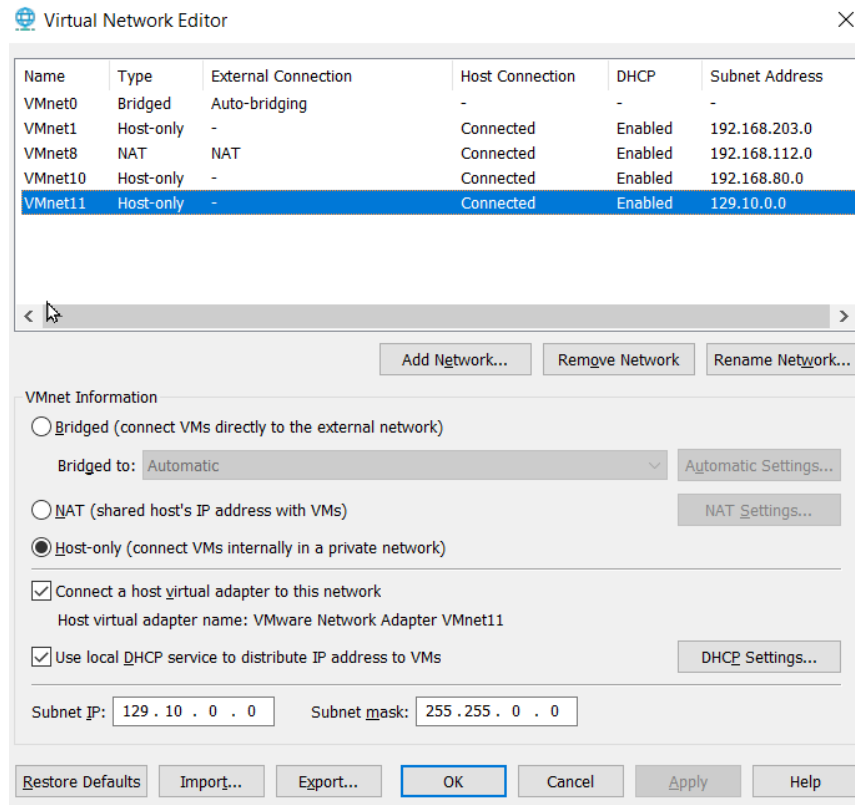 Virtual Network Editor
Name Type External Connection Host Connection DHCP Subnet Address
VMnet0 Bridged Auto-bridging - - -
VMnet1 Host-only - Connected Enabled 192.168.203.0
VMnet8 NAT NAT Connected Enabled 192.168.112.0
VMnet10 Host-only - Connected Enabled 192.168.80.0
VMnet11 Host-only - Connected Enabled 129.10.0.0
Add Network... Remove Network Rename Network...
VMnet Information
Bridged (connect VMs directly to the external network)
Bridged to: Automatic Automatic Settings...
NAT (shared host's IP address with VMs) NAT Settings...
Host-only (connect VMs internally in a private network)
Connect a host virtual adapter to this network
Host virtual adapter name: VMware Network Adapter VMnet11
Use local DHCP service to distribute IP address to VMs DHCP Settings...
Subnet IP: 129 . 10 . 0 . 0 Subnet mask: 255 .255 . 0 . 0
Restore Defaults Import... Export... OK Cancel Apply Help